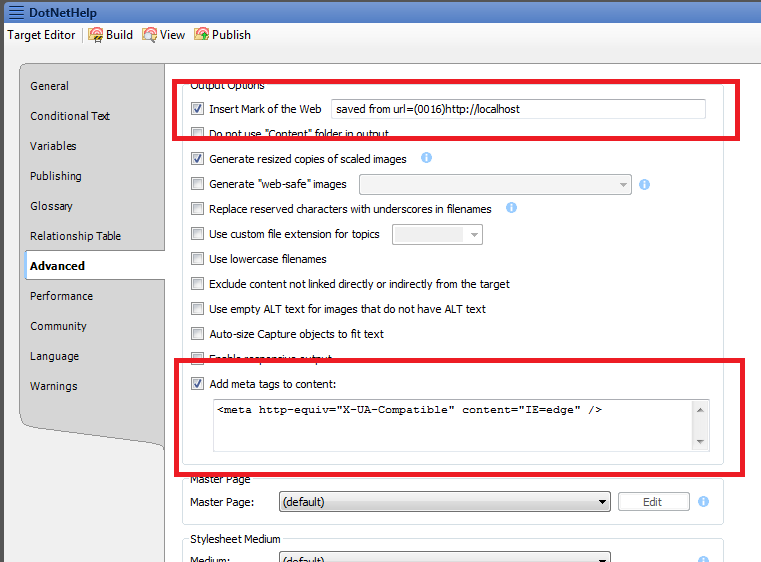 DotNetHelp
Target Editor Build View Publish
General
Conditional Text
Variables
Publishing
Glossary
Relationship Table
Advanced
Performance
Community
Language
Warnings
Output Options
Insert Mark of the Web saved from url=(0016)http://localhost
Do not use "Content" folder in output
Generate resized copies of scaled images
Generate "web-safe" images
Replace reserved characters with underscores in filenames
Use custom file extension for topics
Use lowercase filenames
Exclude content not linked directly or indirectly from the target
Use empty ALT text for images that do not have ALT text
Auto-size Capture objects to fit text
Enable responsive output
Add meta tags to content:
<meta http-equiv="X-UA-Compatible" content="IE=edge" />
Master Page
Master Page: (default) Edit
Stylesheet Medium
Medium: (default)